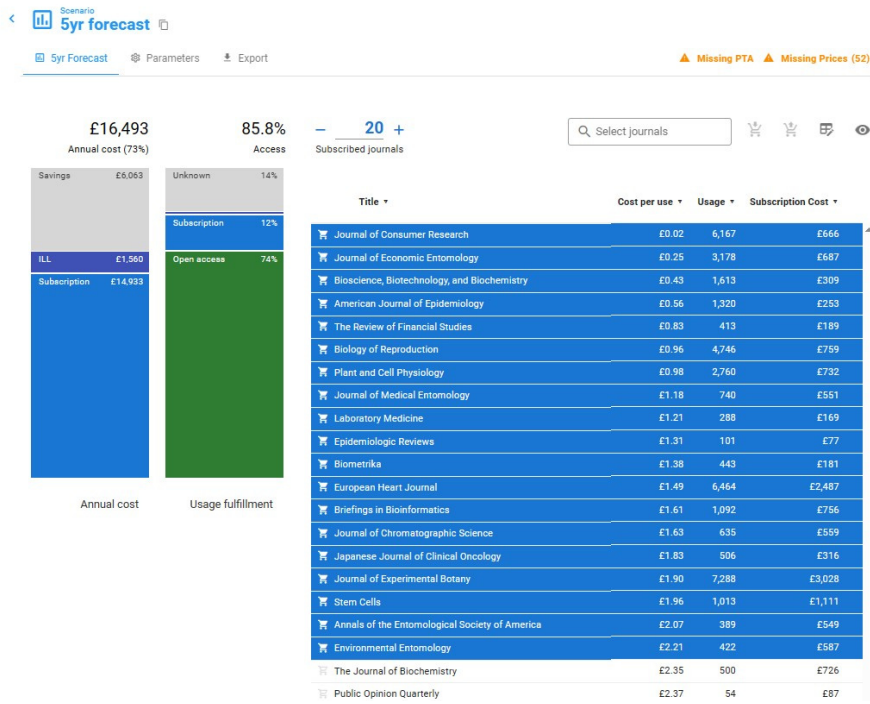 Scenario
5yr forecast
5yr Forecast Parameters Export
Missing PTA Missing Prices (52)
£16,493
Annual cost (73%)
85.8%
Access
− 20 +
Subscribed journals
Select journals
Savings £6,063
ILL £1,560
Subscription £14,933
Annual cost
Unknown 14%
Subscription 12%
Open access 74%
Usage fulfillment
Title Cost per use Usage Subscription Cost
Journal of Consumer Research £0.02 6,167 £666
Journal of Economic Entomology £0.25 3,178 £687
Bioscience, Biotechnology, and Biochemistry £0.43 1,613 £309
American Journal of Epidemiology £0.56 1,320 £253
The Review of Financial Studies £0.83 413 £189
Biology of Reproduction £0.96 4,746 £759
Plant and Cell Physiology £0.98 2,760 £732
Journal of Medical Entomology £1.18 740 £551
Laboratory Medicine £1.21 288 £169
Epidemiologic Reviews £1.31 101 £77
Biometrika £1.38 443 £181
European Heart Journal £1.49 6,464 £2,487
Briefings in Bioinformatics £1.61 1,092 £756
Journal of Chromatographic Science £1.63 635 £559
Japanese Journal of Clinical Oncology £1.83 506 £316
Journal of Experimental Botany £1.90 7,288 £3,028
Stem Cells £1.96 1,013 £1,111
Annals of the Entomological Society of America £2.07 389 £549
Environmental Entomology £2.21 422 £587
The Journal of Biochemistry £2.35 500 £726
Public Opinion Quarterly £2.37 54 £87